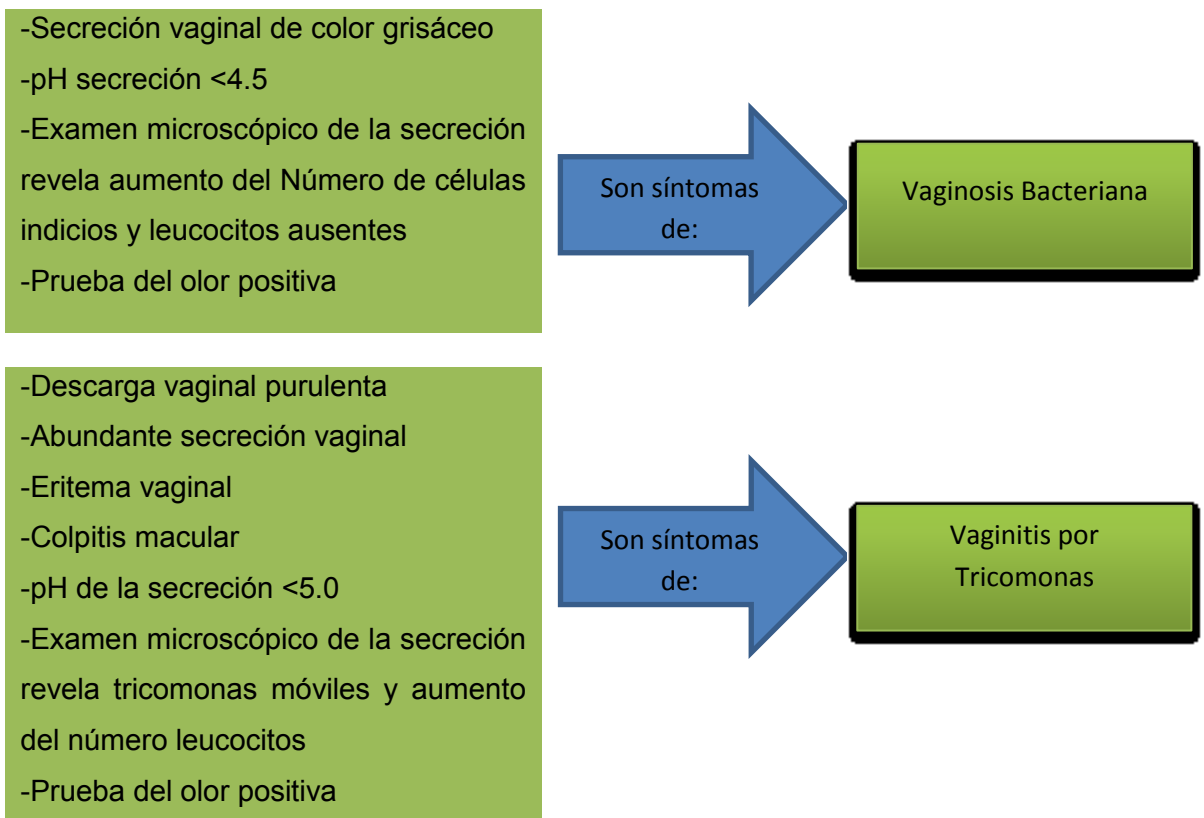 -Secreción vaginal de color grisáceo
-pH secreción <4.5
-Examen microscópico de la secreción
revela aumento del Número de células
indicios y leucocitos ausentes
-Prueba del olor positiva
Son síntomas
de:
Vaginosis Bacteriana
-Descarga vaginal purulenta
-Abundante secreción vaginal
-Eritema vaginal
-Colpitis macular
-pH de la secreción <5.0
-Examen microscópico de la secreción
revela tricomonas móviles y aumento
del número leucocitos
-Prueba del olor positiva
Son síntomas
de:
Vaginitis por
Tricomonas